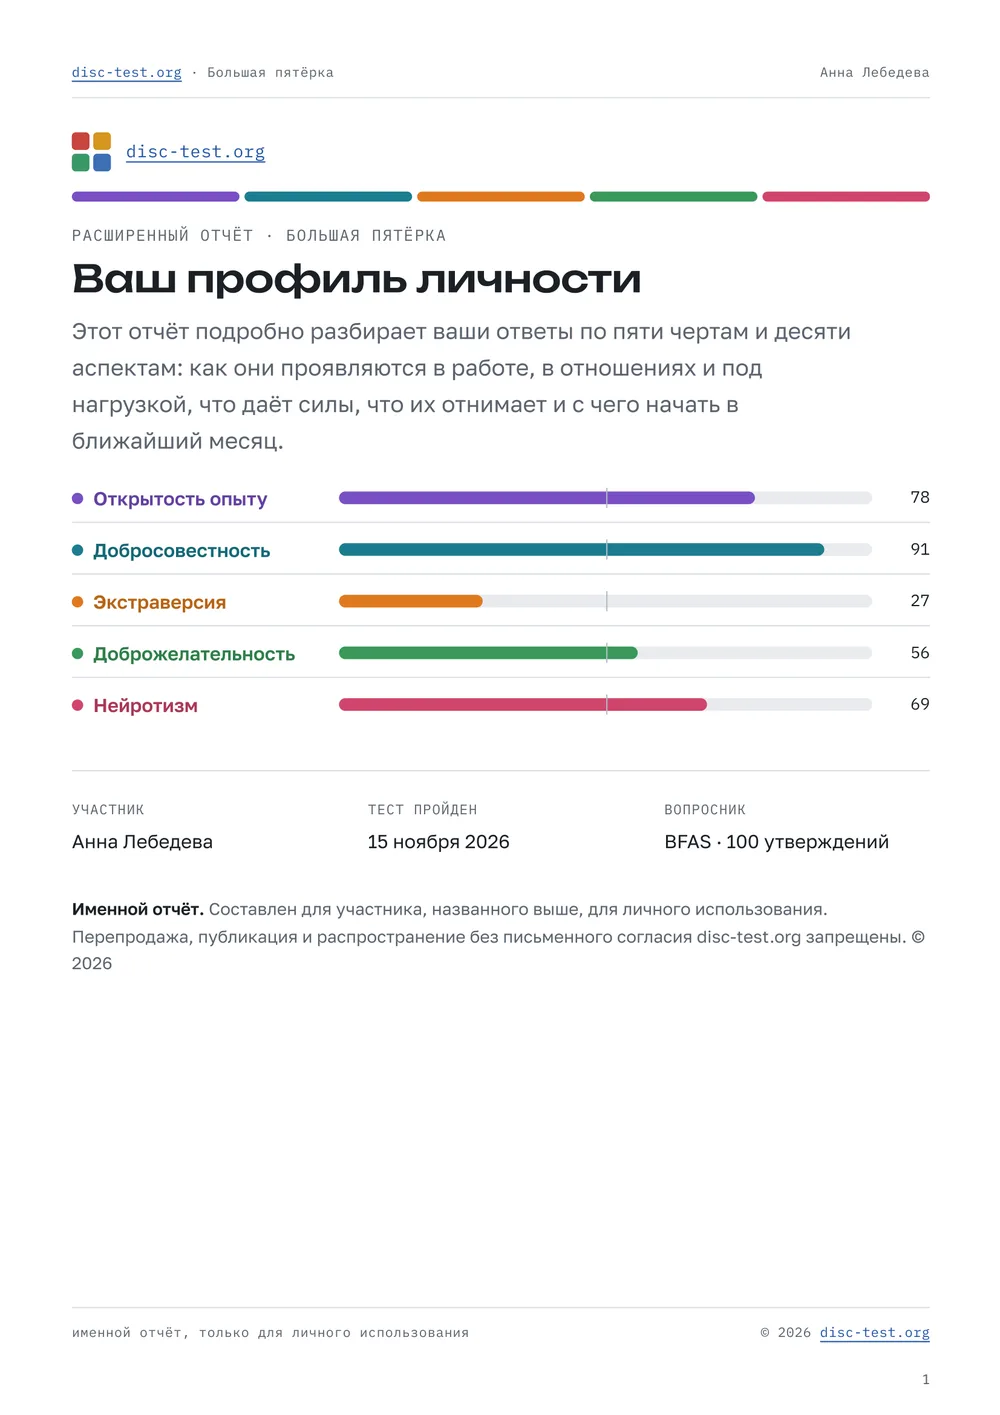 disc-test.org · Большая пятёрка
Анна Лебедева
disc-test.org
РАСШИРЕННЫЙ ОТЧЁТ · БОЛЬШАЯ ПЯТЁРКА
Ваш профиль личности
Этот отчёт подробно разбирает ваши ответы по пяти чертам и десяти
аспектам: как они проявляются в работе, в отношениях и под
нагрузкой, что даёт силы, что их отнимает и с чего начать в
ближайший месяц.
Открытость опыту 78
Добросовестность 91
Экстраверсия 27
Доброжелательность 56
Нейротизм 69
УЧАСТНИК
Анна Лебедева
ТЕСТ ПРОЙДЕН
15 ноября 2026
ВОПРОСНИК
BFAS · 100 утверждений
Именной отчёт. Составлен для участника, названного выше, для личного использования.
Перепродажа, публикация и распространение без письменного согласия disc-test.org запрещены. ©
2026
именной отчёт, только для личного использования
© 2026 disc-test.org
1